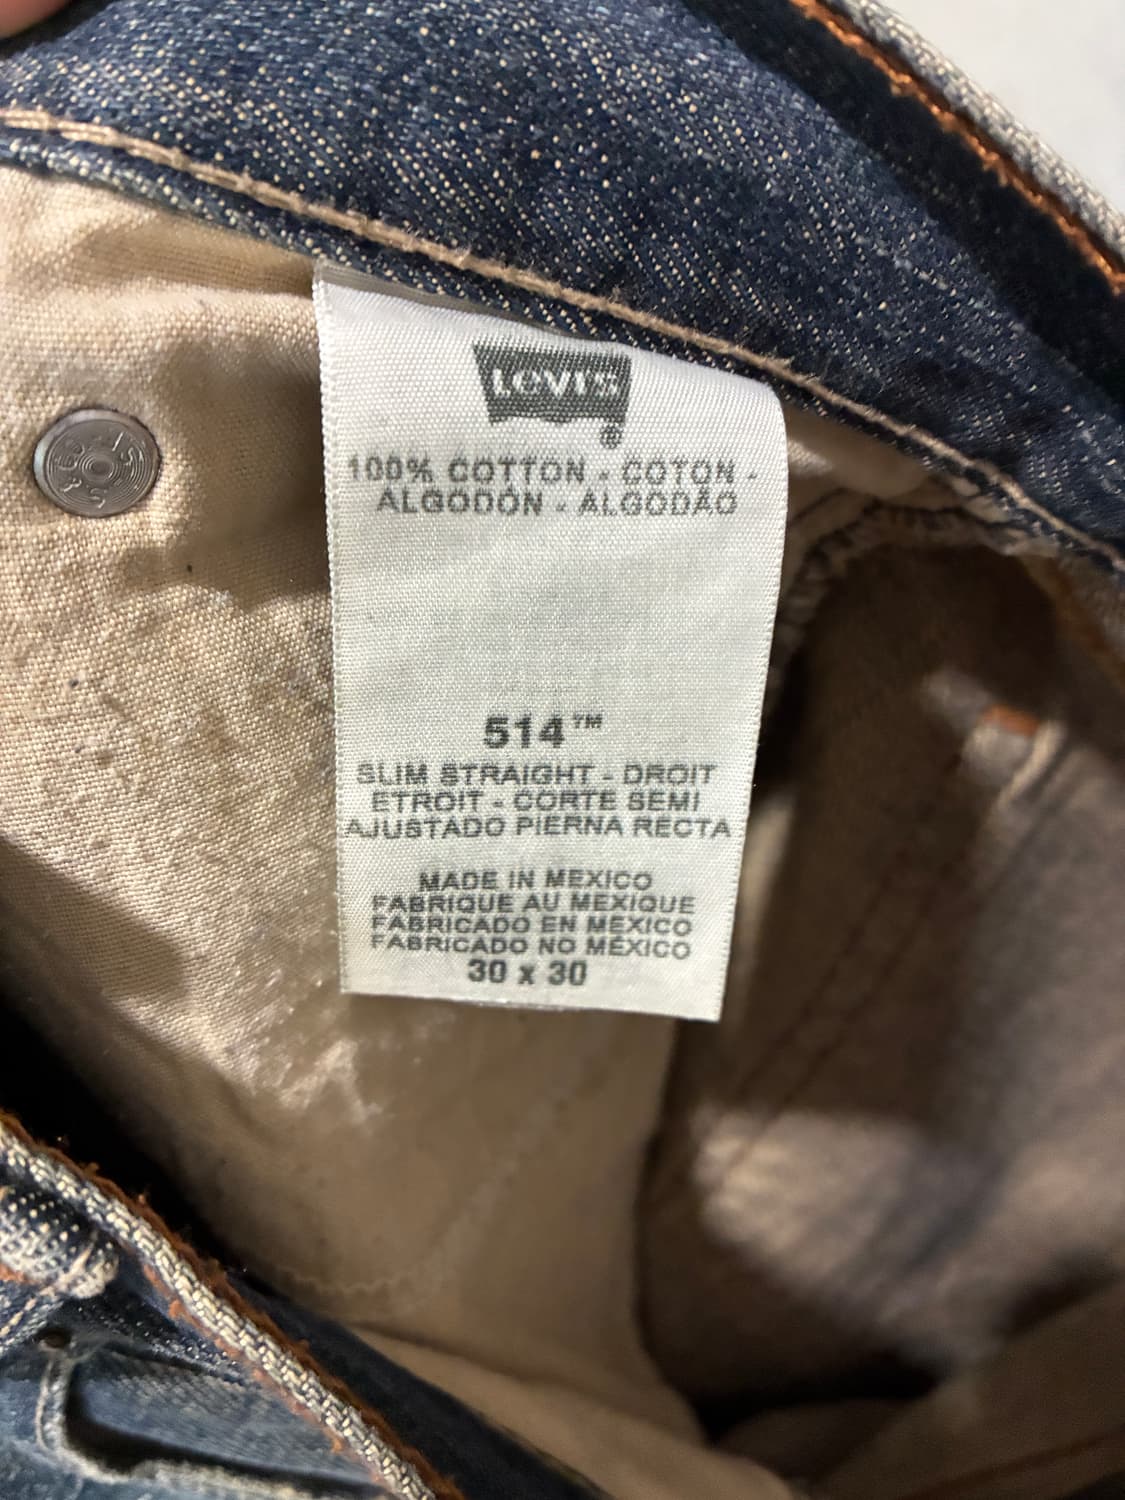 Levi's
®
100% COTTON - COTON -
ALGODÓN - ALGODÃO
514™
SLIM STRAIGHT - DROIT
ETROIT - CORTE SEMI
AJUSTADO PIERNA RECTA
MADE IN MEXICO
FABRIQUE AU MEXIQUE
FABRICADO EN MEXICO
FABRICADO NO MÉXICO
30 x 30